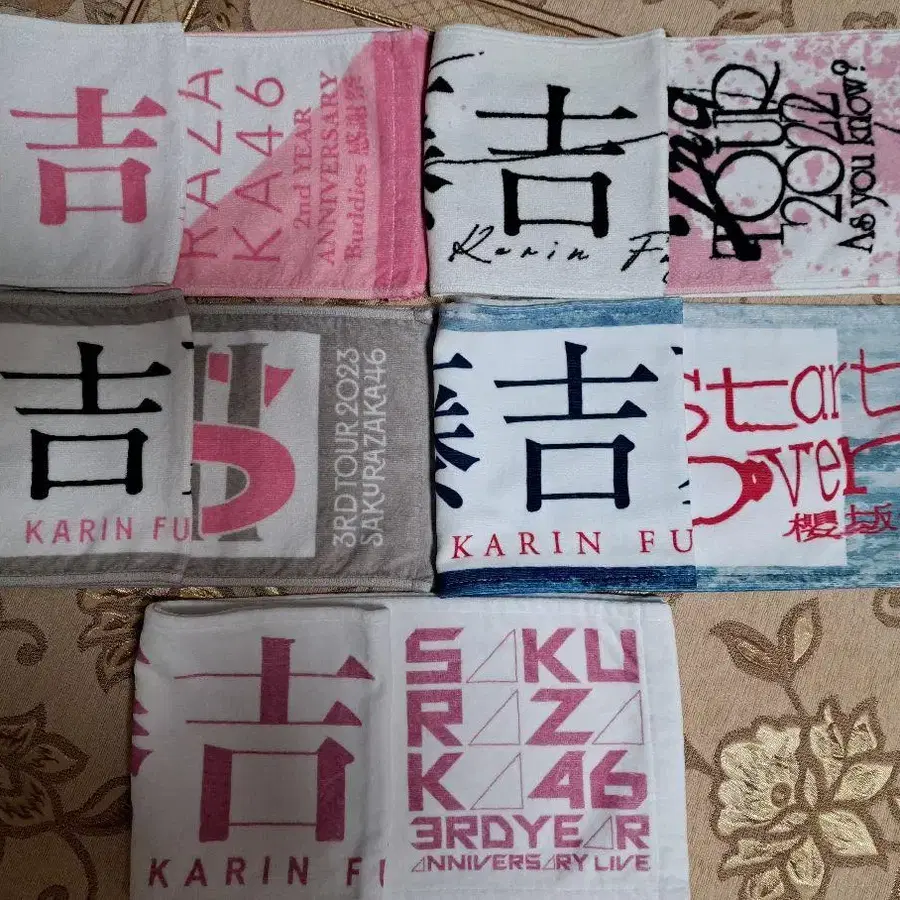 吉
KA46
2nd YEAR
ANNIVERSARY
Buddies 感謝祭
吉
Karin Fu
TOUR
2022
As you know?
吉
KARIN FU
3RD TOUR 2023
SAKURAZAKA46
吉
KARIN FU
Start
Over
櫻坂
吉
KARIN F
SAKU
RAZA
KA46
3RDYEAR
ANNIVERSARY LIVE